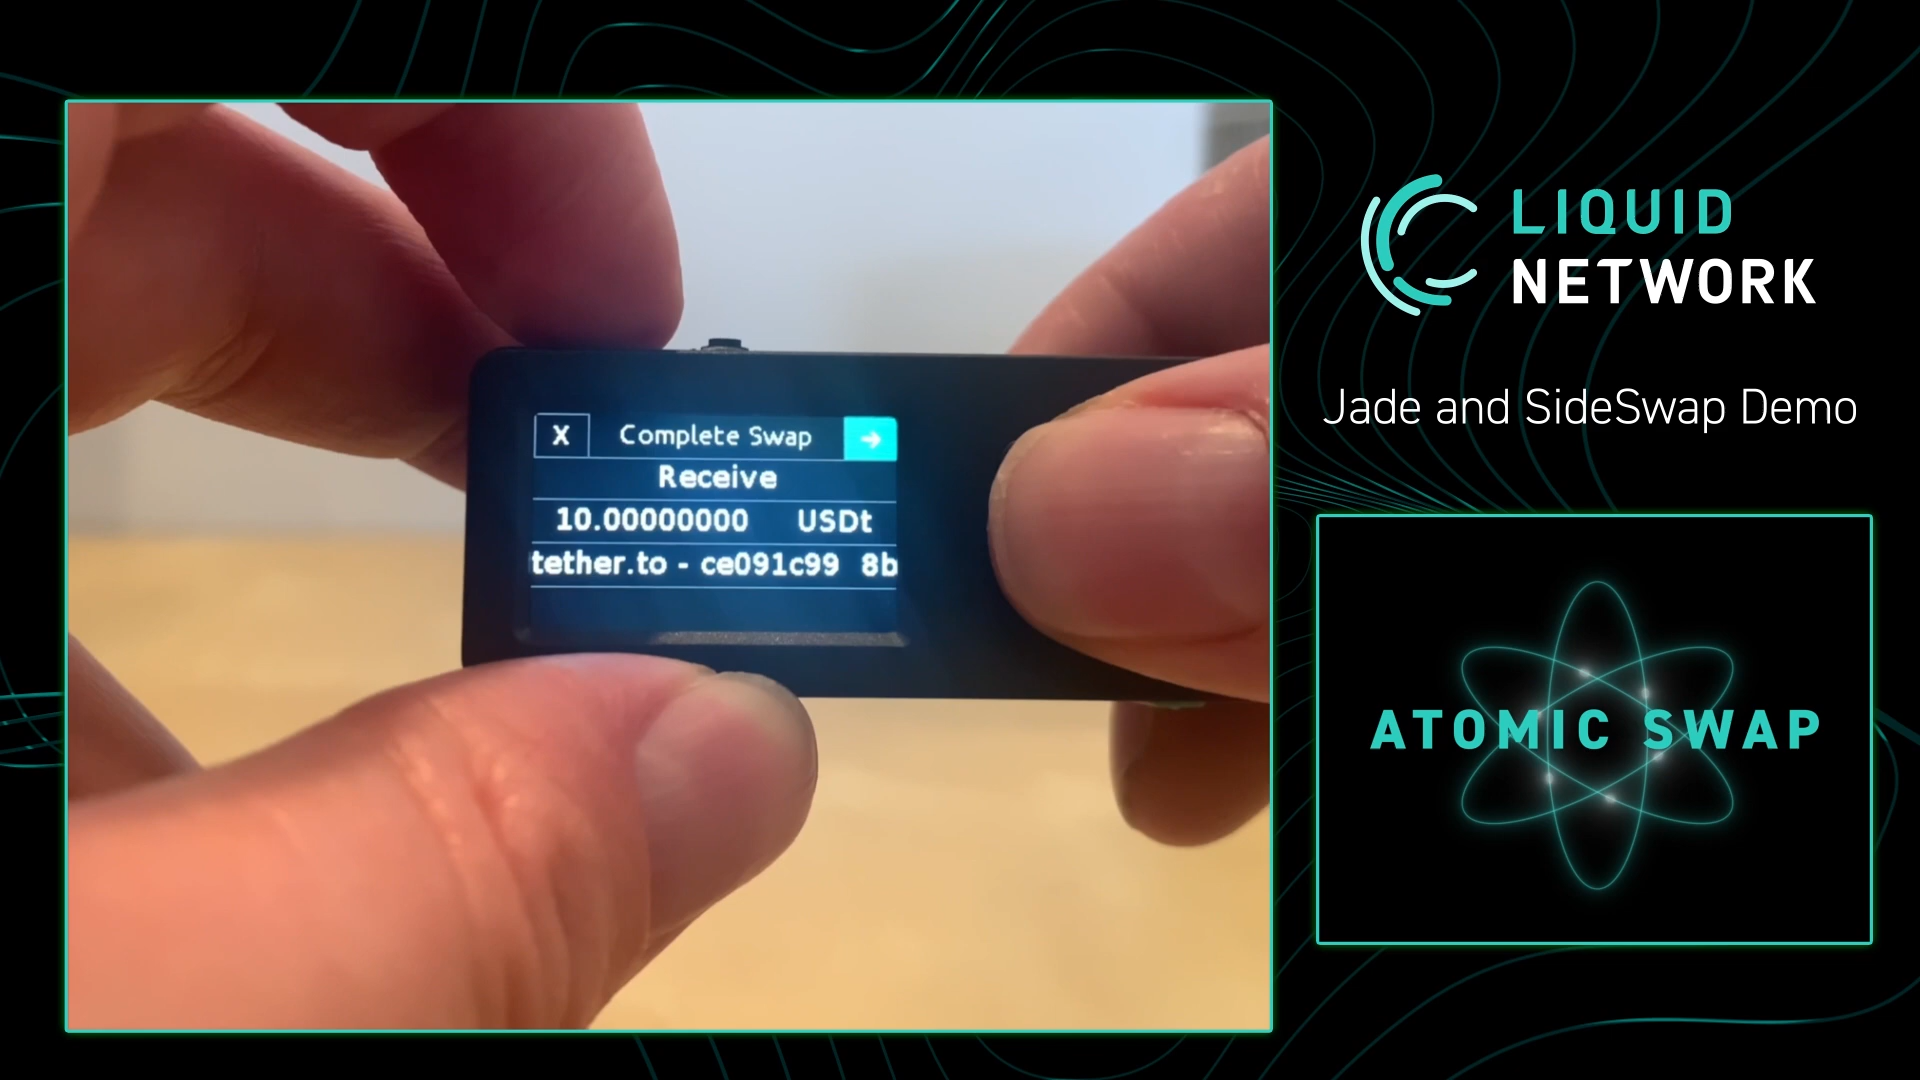 X Complete Swap →
Receive
10.00000000 USDt
tether.to - ce091c99 8b
LIQUID
NETWORK
Jade and SideSwap Demo
ATOMIC SWAP